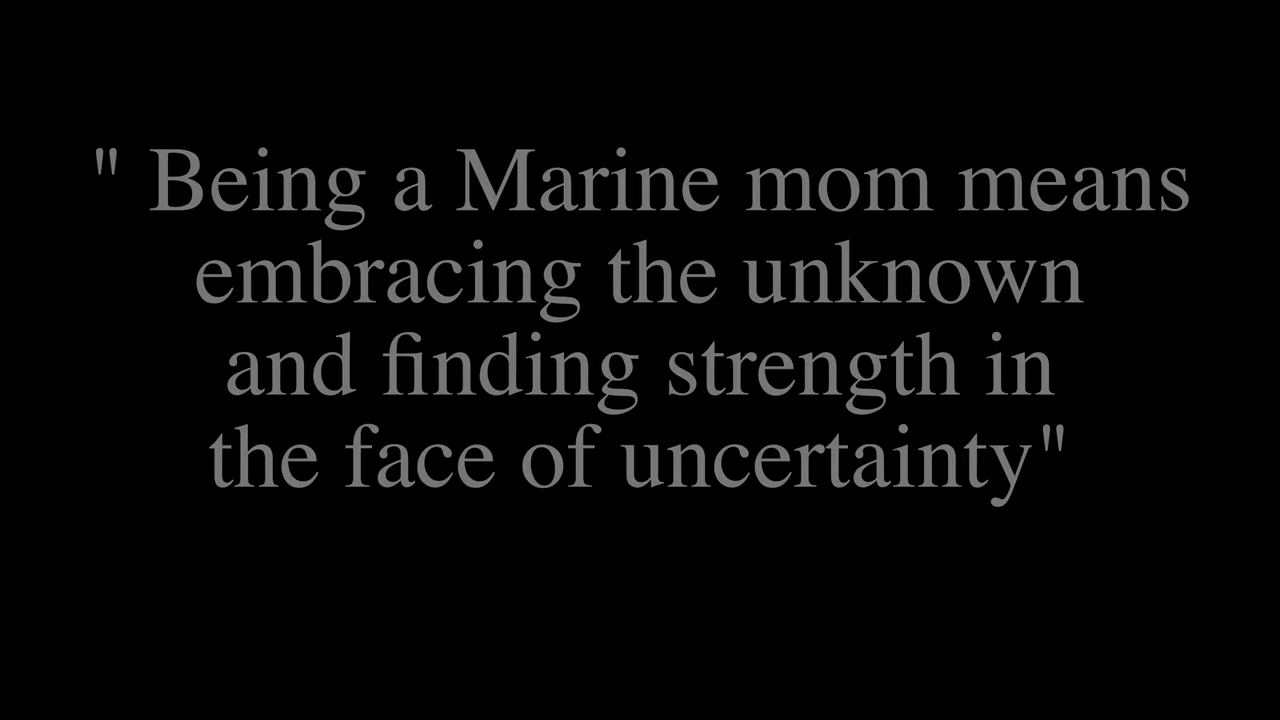 " Being a Marine mom means
embracing the unknown
and finding strength in
the face of uncertainty"